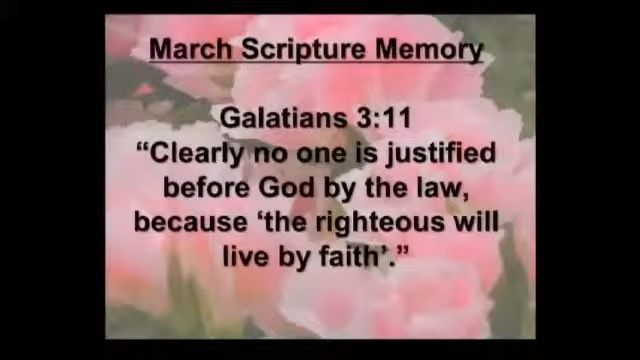 March Scripture Memory
Galatians 3:11
“Clearly no one is justified
before God by the law,
because ‘the righteous will
live by faith’.”